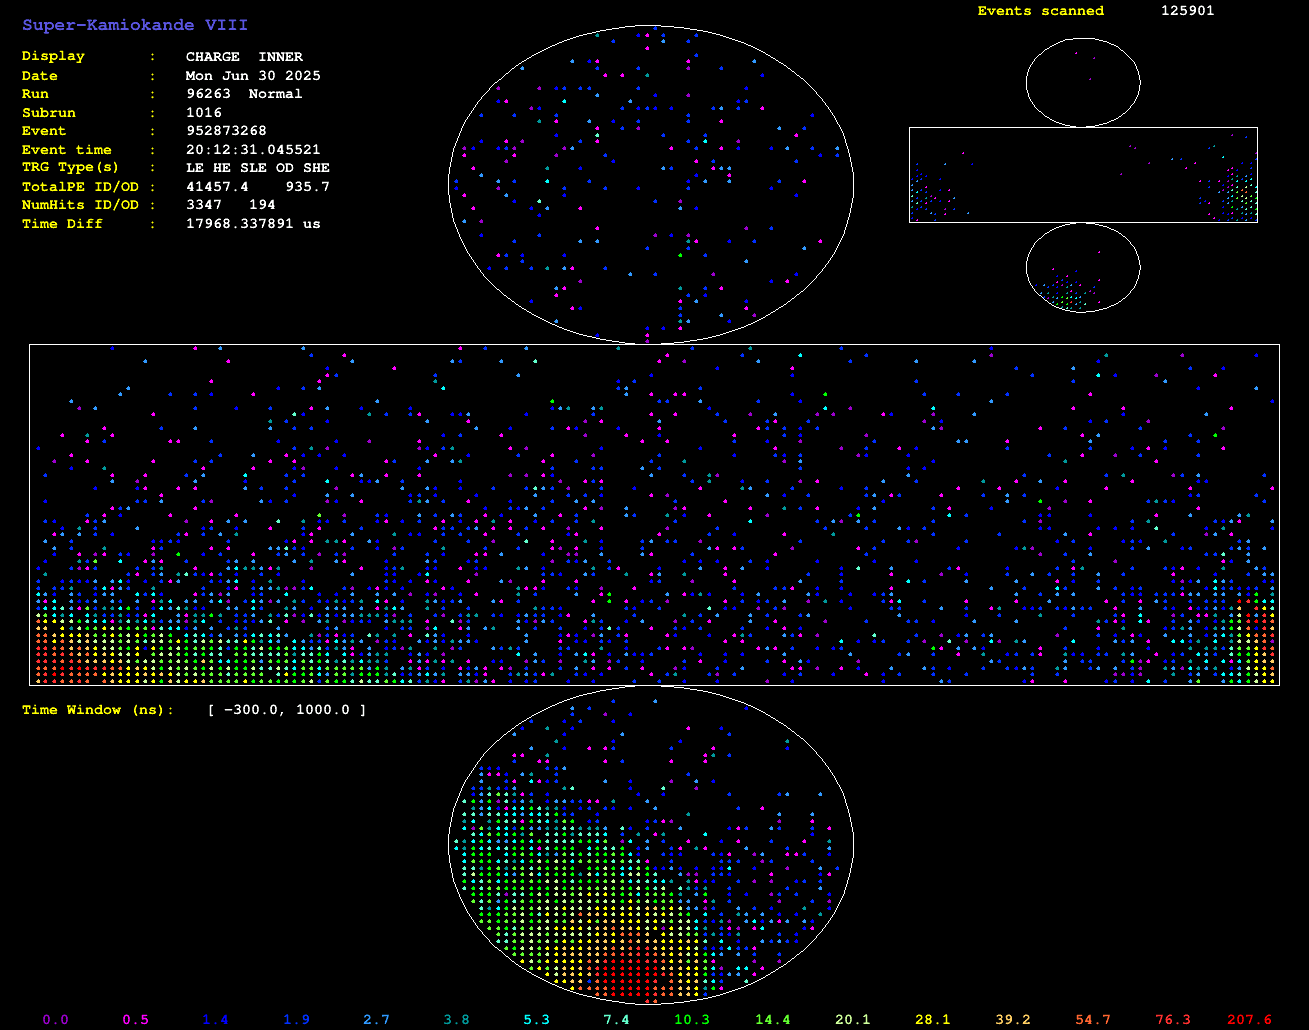 Super-Kamiokande VIII
Events scanned 125901
Display : CHARGE INNER
Date : Mon Jun 30 2025
Run : 96263 Normal
Subrun : 1016
Event : 952873268
Event time : 20:12:31.045521
TRG Type(s) : LE HE SLE OD SHE
TotalPE ID/OD : 41457.4 935.7
NumHits ID/OD : 3347 194
Time Diff : 17968.337891 us
Time Window (ns): [ -300.0, 1000.0 ]
0.0 0.5 1.4 1.9 2.7 3.8 5.3 7.4 10.3 14.4 20.1 28.1 39.2 54.7 76.3 207.6